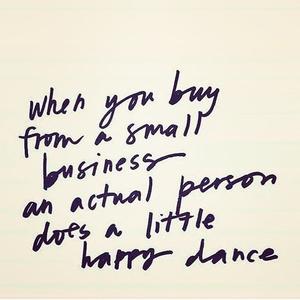 when you buy
from a small
business
an actual person
does a little
happy dance